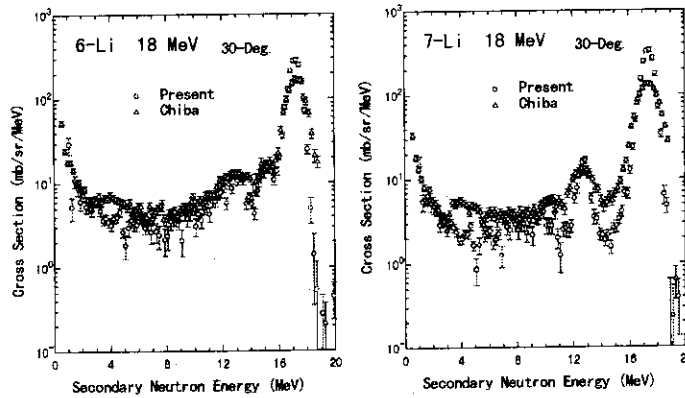 6-Li 18 MeV 30-Deg.
Present
Chiba
Cross Section (mb/sr/MeV)
10³
10²
10¹
10⁰
10⁻¹
0 4 8 12 16 20
Secondary Neutron Energy (MeV)
7-Li 18 MeV 30-Deg.
Present
Chiba
Cross Section (mb/sr/MeV)
10³
10²
10¹
10⁰
10⁻¹
0 4 8 12 16 20
Secondary Neutron Energy (MeV)